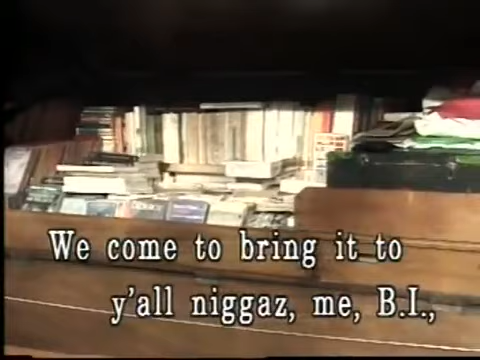 We come to bring it to
y'all niggaz, me, B.I.,